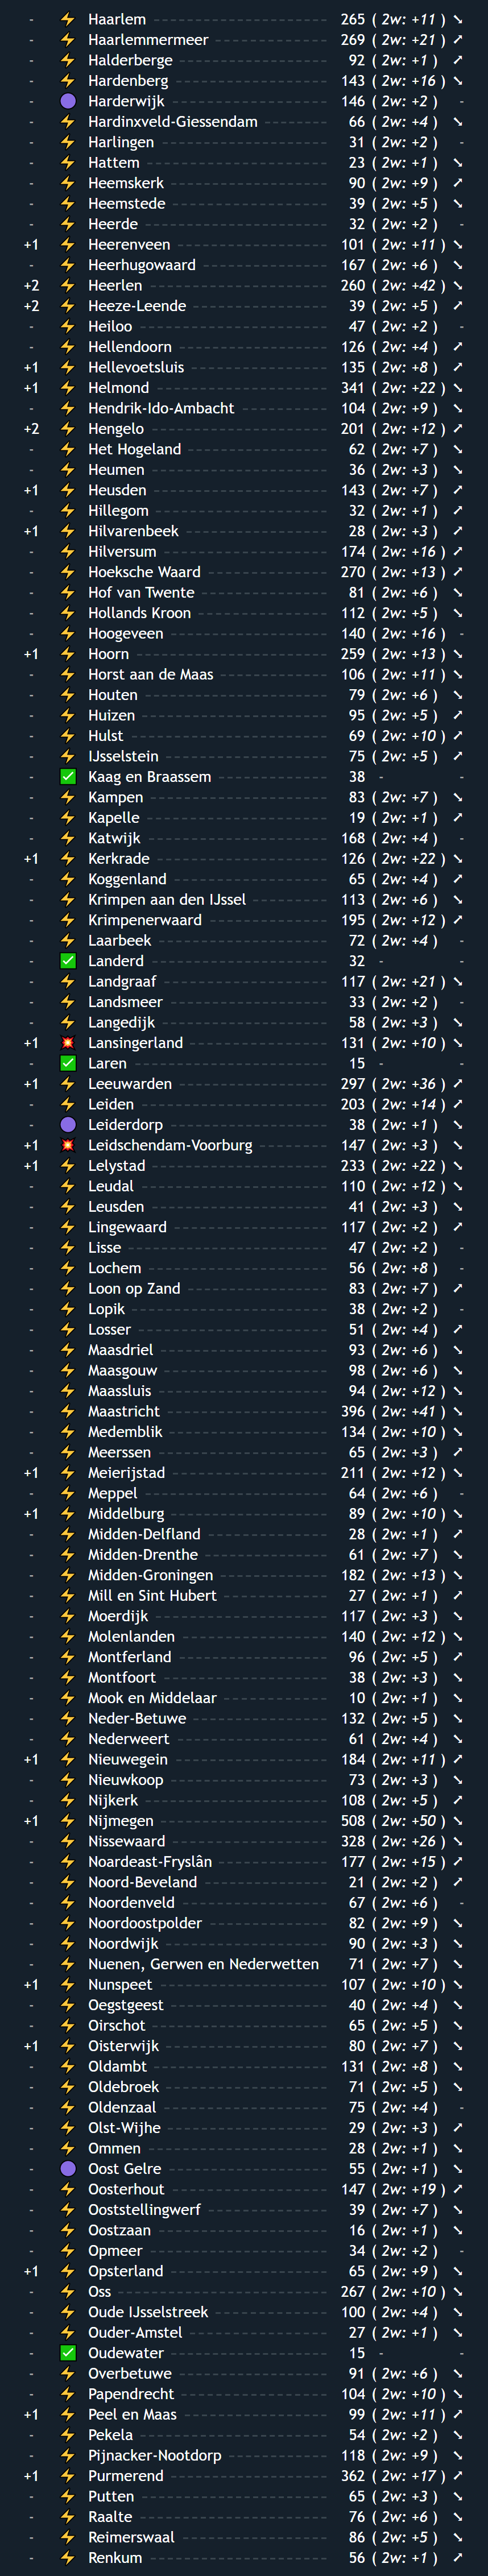 - ⚡ Haarlem 265 ( 2w: +11 ) ➘
- ⚡ Haarlemmermeer 269 ( 2w: +21 ) ➚
- ⚡ Halderberge 92 ( 2w: +1 ) ➚
- ⚡ Hardenberg 143 ( 2w: +16 ) ➘
- 🟣 Harderwijk 146 ( 2w: +2 ) -
- ⚡ Hardinxveld-Giessendam 66 ( 2w: +4 ) ➘
- ⚡ Harlingen 31 ( 2w: +2 ) -
- ⚡ Hattem 23 ( 2w: +1 ) ➘
- ⚡ Heemskerk 90 ( 2w: +9 ) ➚
- ⚡ Heemstede 39 ( 2w: +5 ) ➘
- ⚡ Heerde 32 ( 2w: +2 ) -
+1 ⚡ Heerenveen 101 ( 2w: +11 ) ➘
- ⚡ Heerhugowaard 167 ( 2w: +6 ) ➘
+2 ⚡ Heerlen 260 ( 2w: +42 ) ➘
+2 ⚡ Heeze-Leende 39 ( 2w: +5 ) ➚
- ⚡ Heiloo 47 ( 2w: +2 ) -
- ⚡ Hellendoorn 126 ( 2w: +4 ) ➚
+1 ⚡ Hellevoetsluis 135 ( 2w: +8 ) ➚
+1 ⚡ Helmond 341 ( 2w: +22 ) ➘
- ⚡ Hendrik-Ido-Ambacht 104 ( 2w: +9 ) ➘
+2 ⚡ Hengelo 201 ( 2w: +12 ) ➚
- ⚡ Het Hogeland 62 ( 2w: +7 ) ➘
- ⚡ Heumen 36 ( 2w: +3 ) ➘
+1 ⚡ Heusden 143 ( 2w: +7 ) ➚
- ⚡ Hillegom 32 ( 2w: +1 ) ➚
+1 ⚡ Hilvarenbeek 28 ( 2w: +3 ) ➚
- ⚡ Hilversum 174 ( 2w: +16 ) ➚
- ⚡ Hoeksche Waard 270 ( 2w: +13 ) ➚
- ⚡ Hof van Twente 81 ( 2w: +6 ) ➘
- ⚡ Hollands Kroon 112 ( 2w: +5 ) ➘
- ⚡ Hoogeveen 140 ( 2w: +16 ) -
+1 ⚡ Hoorn 259 ( 2w: +13 ) ➘
- ⚡ Horst aan de Maas 106 ( 2w: +11 ) ➘
- ⚡ Houten 79 ( 2w: +6 ) ➘
- ⚡ Huizen 95 ( 2w: +5 ) ➚
- ⚡ Hulst 69 ( 2w: +10 ) ➚
- ⚡ IJsselstein 75 ( 2w: +5 ) ➚
- ✅ Kaag en Braassem 38 - -
- ⚡ Kampen 83 ( 2w: +7 ) ➘
- ⚡ Kapelle 19 ( 2w: +1 ) ➚
- ⚡ Katwijk 168 ( 2w: +4 ) -
+1 ⚡ Kerkrade 126 ( 2w: +22 ) ➘
- ⚡ Koggenland 65 ( 2w: +4 ) ➚
- ⚡ Krimpen aan den IJssel 113 ( 2w: +6 ) ➘
- ⚡ Krimpenerwaard 195 ( 2w: +12 ) ➚
- ⚡ Laarbeek 72 ( 2w: +4 ) -
- ✅ Landerd 32 - -
- ⚡ Landgraaf 117 ( 2w: +21 ) ➘
- ⚡ Landsmeer 33 ( 2w: +2 ) -
- ⚡ Langedijk 58 ( 2w: +3 ) ➘
+1 💥 Lansingerland 131 ( 2w: +10 ) ➘
- ✅ Laren 15 - -
+1 ⚡ Leeuwarden 297 ( 2w: +36 ) ➚
- ⚡ Leiden 203 ( 2w: +14 ) ➚
- 🟣 Leiderdorp 38 ( 2w: +1 ) ➘
+1 💥 Leidschendam-Voorburg 147 ( 2w: +3 ) ➘
+1 ⚡ Lelystad 233 ( 2w: +22 ) ➘
- ⚡ Leudal 110 ( 2w: +12 ) ➘
- ⚡ Leusden 41 ( 2w: +3 ) ➘
- ⚡ Lingewaard 117 ( 2w: +2 ) ➚
- ⚡ Lisse 47 ( 2w: +2 ) -
- ⚡ Lochem 56 ( 2w: +8 ) -
- ⚡ Loon op Zand 83 ( 2w: +7 ) ➚
- ⚡ Lopik 38 ( 2w: +2 ) -
- ⚡ Losser 51 ( 2w: +4 ) ➚
- ⚡ Maasdriel 93 ( 2w: +6 ) ➘
- ⚡ Maasgouw 98 ( 2w: +6 ) ➘
- ⚡ Maassluis 94 ( 2w: +12 ) ➘
- ⚡ Maastricht 396 ( 2w: +41 ) ➘
- ⚡ Medemblik 134 ( 2w: +10 ) ➘
- ⚡ Meerssen 65 ( 2w: +3 ) ➚
+1 ⚡ Meierijstad 211 ( 2w: +12 ) ➘
- ⚡ Meppel 64 ( 2w: +6 ) -
+1 ⚡ Middelburg 89 ( 2w: +10 ) ➘
- ⚡ Midden-Delfland 28 ( 2w: +1 ) ➚
- ⚡ Midden-Drenthe 61 ( 2w: +7 ) ➘
- ⚡ Midden-Groningen 182 ( 2w: +13 ) ➘
- ⚡ Mill en Sint Hubert 27 ( 2w: +1 ) ➚
- ⚡ Moerdijk 117 ( 2w: +3 ) ➘
- ⚡ Molenlanden 140 ( 2w: +12 ) ➘
- ⚡ Montferland 96 ( 2w: +5 ) ➚
- ⚡ Montfoort 38 ( 2w: +3 ) ➘
- ⚡ Mook en Middelaar 10 ( 2w: +1 ) ➘
- ⚡ Neder-Betuwe 132 ( 2w: +5 ) ➘
- ⚡ Nederweert 61 ( 2w: +4 ) ➘
+1 ⚡ Nieuwegein 184 ( 2w: +11 ) ➚
- ⚡ Nieuwkoop 73 ( 2w: +3 ) ➘
- ⚡ Nijkerk 108 ( 2w: +5 ) ➚
+1 ⚡ Nijmegen 508 ( 2w: +50 ) ➘
- ⚡ Nissewaard 328 ( 2w: +26 ) ➘
- ⚡ Noardeast-Fryslân 177 ( 2w: +15 ) ➚
- ⚡ Noord-Beveland 21 ( 2w: +2 ) ➚
- ⚡ Noordenveld 67 ( 2w: +6 ) -
- ⚡ Noordoostpolder 82 ( 2w: +9 ) ➘
- ⚡ Noordwijk 90 ( 2w: +3 ) ➘
- ⚡ Nuenen, Gerwen en Nederwetten 71 ( 2w: +7 ) ➘
+1 ⚡ Nunspeet 107 ( 2w: +10 ) ➘
- ⚡ Oegstgeest 40 ( 2w: +4 ) ➘
- ⚡ Oirschot 65 ( 2w: +5 ) ➘
+1 ⚡ Oisterwijk 80 ( 2w: +7 ) ➘
- ⚡ Oldambt 131 ( 2w: +8 ) ➘
- ⚡ Oldebroek 71 ( 2w: +5 ) ➘
- ⚡ Oldenzaal 75 ( 2w: +4 ) -
- ⚡ Olst-Wijhe 29 ( 2w: +3 ) ➚
- ⚡ Ommen 28 ( 2w: +1 ) ➘
- 🟣 Oost Gelre 55 ( 2w: +1 ) ➘
- ⚡ Oosterhout 147 ( 2w: +19 ) ➚
- ⚡ Ooststellingwerf 39 ( 2w: +7 ) ➘
- ⚡ Oostzaan 16 ( 2w: +1 ) ➘
- ⚡ Opmeer 34 ( 2w: +2 ) -
+1 ⚡ Opsterland 65 ( 2w: +9 ) ➘
- ⚡ Oss 267 ( 2w: +10 ) ➘
- ⚡ Oude IJsselstreek 100 ( 2w: +4 ) ➘
- ⚡ Ouder-Amstel 27 ( 2w: +1 ) ➘
- ✅ Oudewater 15 - -
- ⚡ Overbetuwe 91 ( 2w: +6 ) ➘
- ⚡ Papendrecht 104 ( 2w: +10 ) ➘
+1 ⚡ Peel en Maas 99 ( 2w: +11 ) ➚
- ⚡ Pekela 54 ( 2w: +2 ) ➘
- ⚡ Pijnacker-Nootdorp 118 ( 2w: +9 ) ➘
+1 ⚡ Purmerend 362 ( 2w: +17 ) ➚
- ⚡ Putten 65 ( 2w: +3 ) ➘
- ⚡ Raalte 76 ( 2w: +6 ) ➘
- ⚡ Reimerswaal 86 ( 2w: +5 ) ➘
- ⚡ Renkum 56 ( 2w: +1 ) ➚